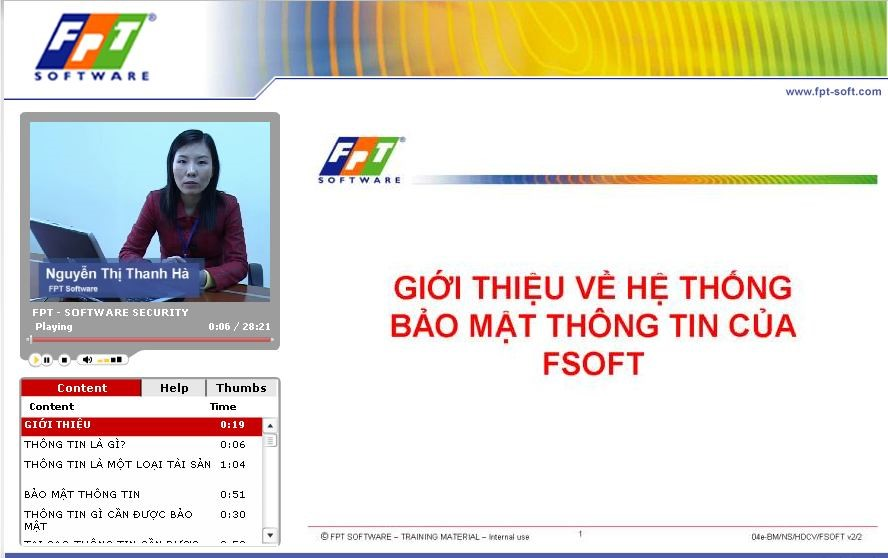 FPT
SOFTWARE
www.fpt-soft.com
Nguyễn Thị Thanh Hà
FPT Software
FPT - SOFTWARE SECURITY
Playing 0:06 / 28:21
Content Help Thumbs
Content Time
GIỚI THIỆU 0:19
THÔNG TIN LÀ GÌ? 0:06
THÔNG TIN LÀ MỘT LOẠI TÀI SẢN 1:04
BẢO MẬT THÔNG TIN 0:51
THÔNG TIN GÌ CẦN ĐƯỢC BẢO 0:30
MẬT
FPT
SOFTWARE
GIỚI THIỆU VỀ HỆ THỐNG
BẢO MẬT THÔNG TIN CỦA
FSOFT
© FPT SOFTWARE – TRAINING MATERIAL – Internal use 1 04e-BM/NS/HDCV/FSOFT v2/2